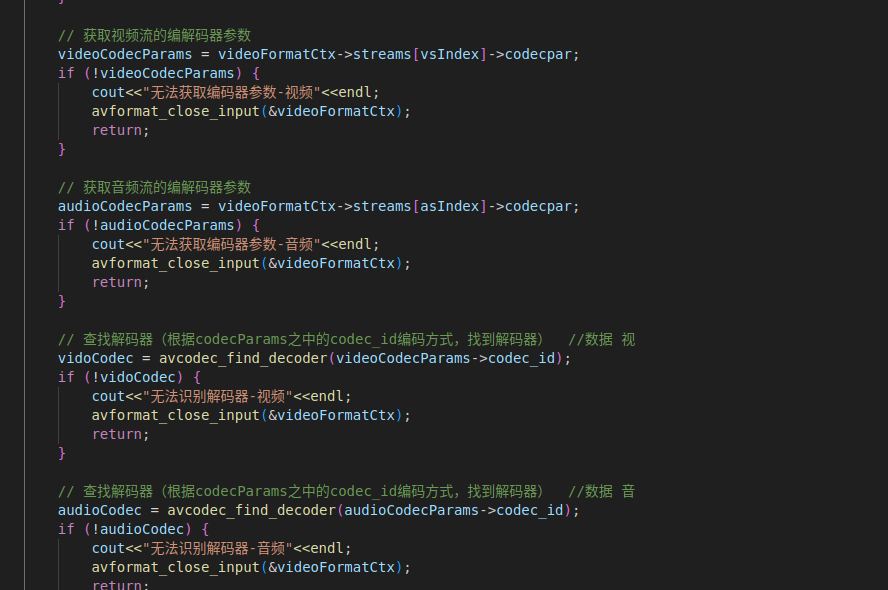 }
// 获取视频流的编解码器参数
videoCodecParams = videoFormatCtx->streams[vsIndex]->codecpar;
if (!videoCodecParams) {
cout<<"无法获取编码器参数-视频"<<endl;
avformat_close_input(&videoFormatCtx);
return;
}
// 获取音频流的编解码器参数
audioCodecParams = videoFormatCtx->streams[asIndex]->codecpar;
if (!audioCodecParams) {
cout<<"无法获取编码器参数-音频"<<endl;
avformat_close_input(&videoFormatCtx);
return;
}
// 查找解码器（根据codecParams之中的codec_id编码方式，找到解码器）  //数据 视
vidoCodec = avcodec_find_decoder(videoCodecParams->codec_id);
if (!vidoCodec) {
cout<<"无法识别解码器-视频"<<endl;
avformat_close_input(&videoFormatCtx);
return;
}
// 查找解码器（根据codecParams之中的codec_id编码方式，找到解码器）  //数据 音
audioCodec = avcodec_find_decoder(audioCodecParams->codec_id);
if (!audioCodec) {
cout<<"无法识别解码器-音频"<<endl;
avformat_close_input(&videoFormatCtx);
return;